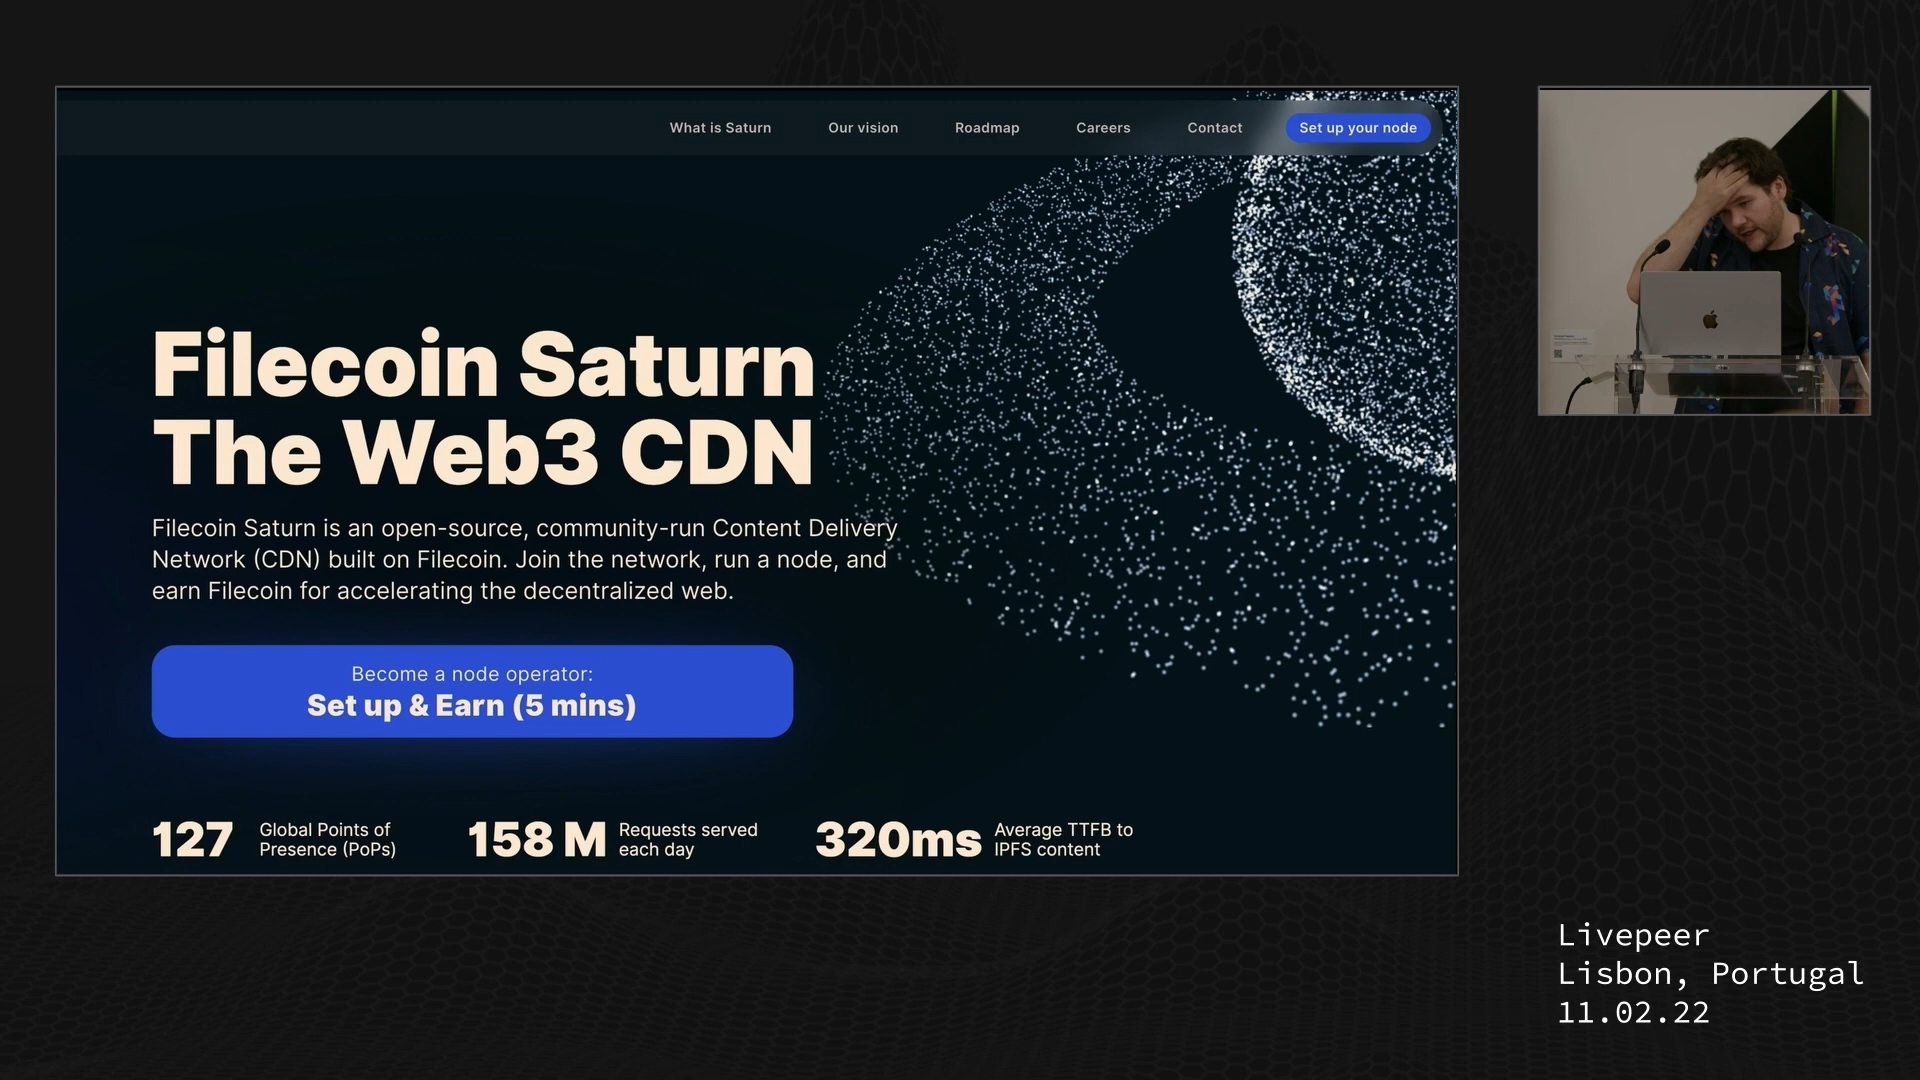 What is Saturn
Our vision
Roadmap
Careers
Contact
Set up your node
Filecoin Saturn
The Web3 CDN
Filecoin Saturn is an open-source, community-run Content Delivery
Network (CDN) built on Filecoin. Join the network, run a node, and
earn Filecoin for accelerating the decentralized web.
Become a node operator:
Set up & Earn (5 mins)
127
Global Points of
Presence (PoPs)
158 M
Requests served
each day
320ms
Average TTFB to
IPFS content
Livepeer
Lisbon, Portugal
11.02.22